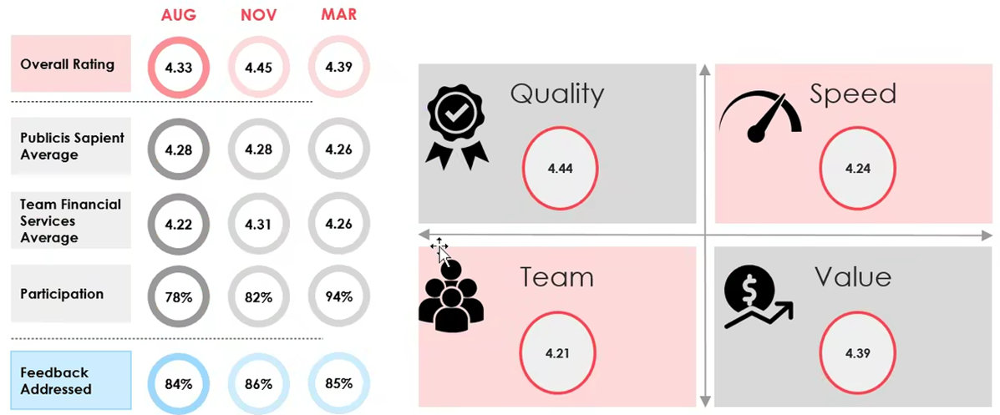 AUG NOV MAR
Overall Rating 4.33 4.45 4.39
Publicis Sapient
Average
4.28 4.28 4.26
Team Financial
Services
Average
4.22 4.31 4.26
Participation 78% 82% 94%
Feedback
Addressed
84% 86% 85%
Quality
4.44
Speed
4.24
$
Team
4.21
Value
4.39